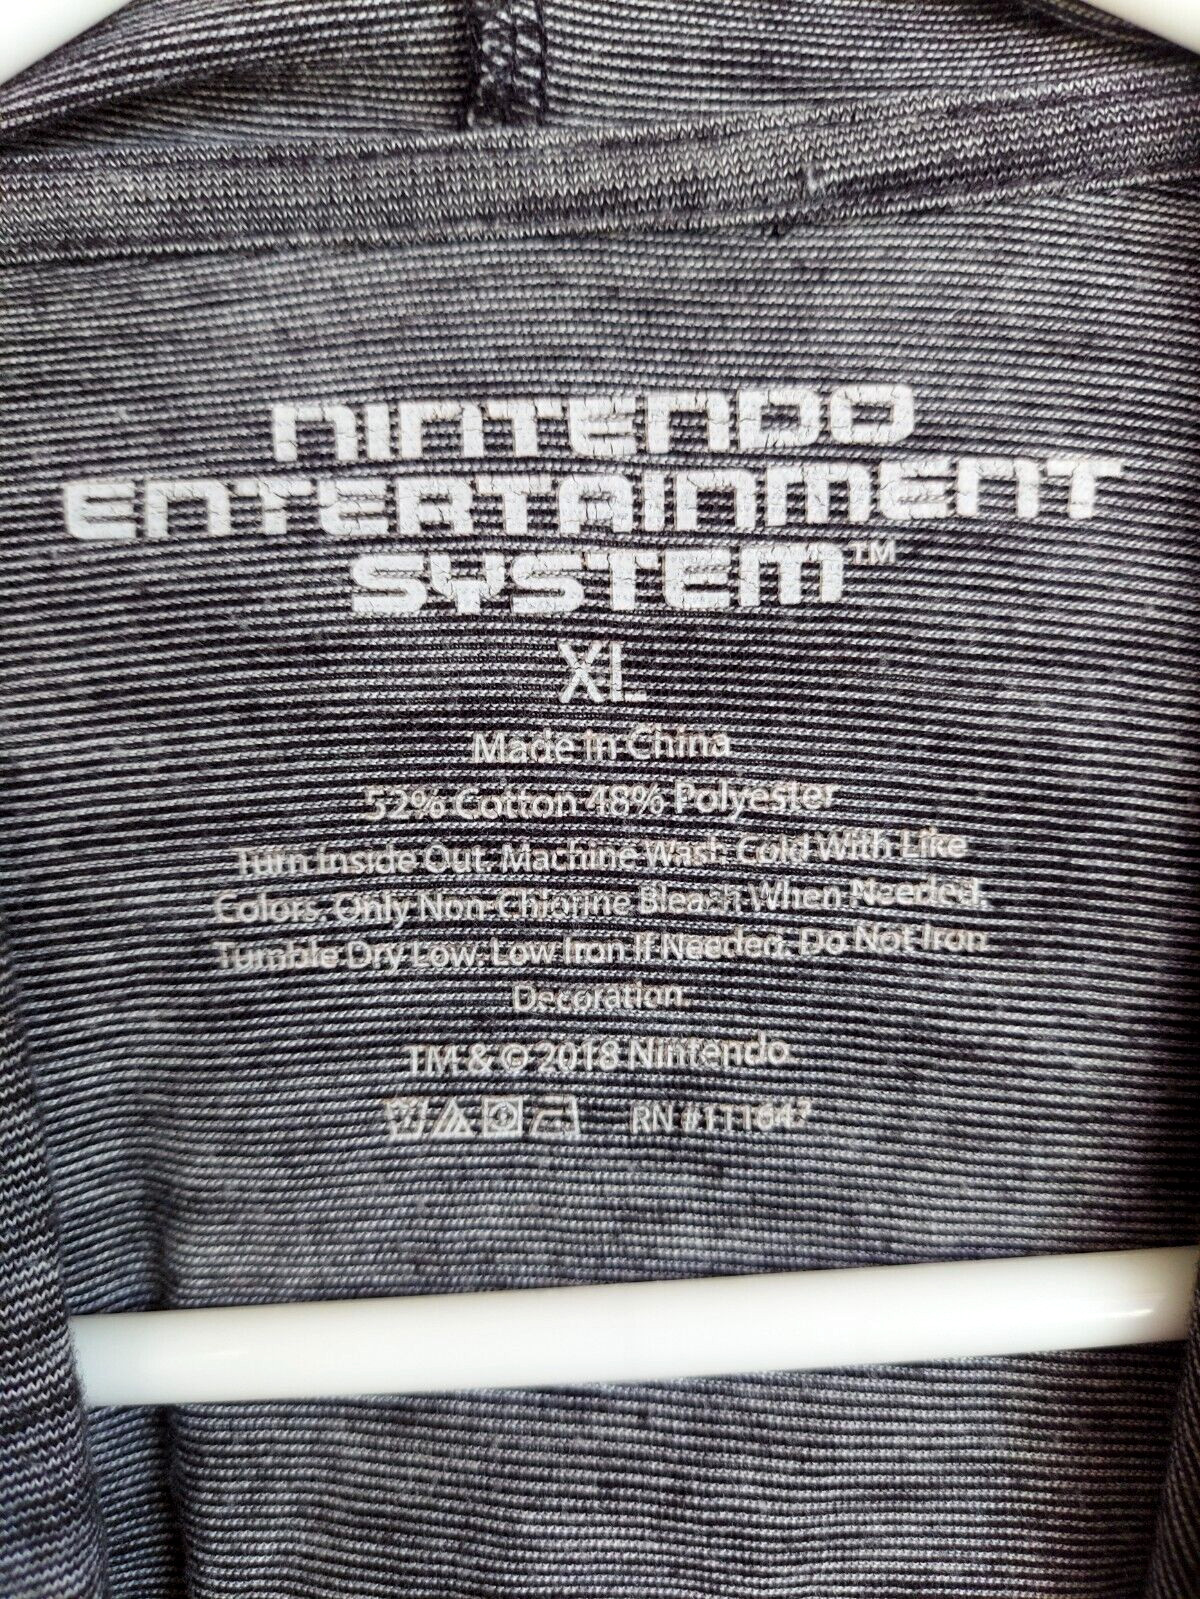 NINTENDO
ENTERTAINMENT
SYSTEM™
XL
Made in China
52% Cotton 48% Polyester
Turn Inside Out. Machine Wash Cold With Like
Colors. Only Non-Chlorine Bleach When Needed.
Tumble Dry Low. Low Iron If Needed. Do Not Iron
Decoration.
TM & © 2018 Nintendo
RN #111647